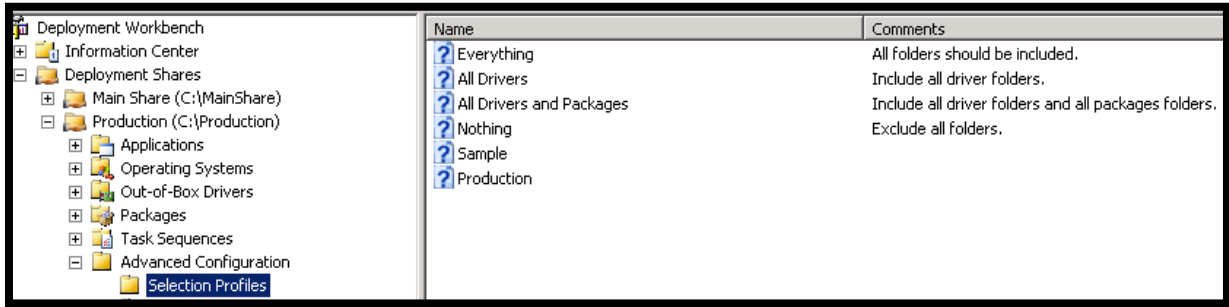 Deployment Workbench
Information Center
Deployment Shares
Main Share (C:\MainShare)
Production (C:\Production)
Applications
Operating Systems
Out-of-Box Drivers
Packages
Task Sequences
Advanced Configuration
Selection Profiles
Name Comments
Everything All folders should be included.
All Drivers Include all driver folders.
All Drivers and Packages Include all driver folders and all packages folders.
Nothing Exclude all folders.
Sample
Production